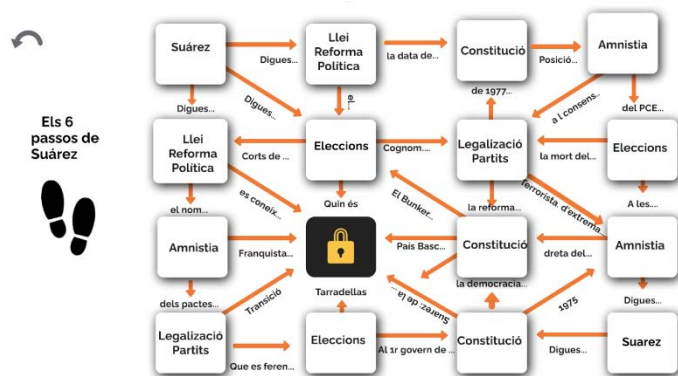 Els 6
passos de
Suárez
Suárez
Digues...
Llei
Reforma
Política
la data de...
Constitució
Posició...
Amnistia
Digues...
Digues...
el...
de 1977...
a l consens...
del PCE...
Llei
Reforma
Política
Corts de ...
Eleccions
Cognom....
Legalizació
Partits
la mort del...
Eleccions
el nom...
es coneix...
Quin és
El Bunker...
la reforma...
terrorista. d'extrema...
A les....
Amnistia
Franquista...
País Basc...
Constitució
dreta del...
Amnistia
dels pactes...
Transició
Tarradellas
Suarez: de la ...
la democracia...
1975
Digues...
Legalizació
Partits
Que es feren...
Eleccions
Al 1r govern de ...
Constitució
Digues...
Suarez